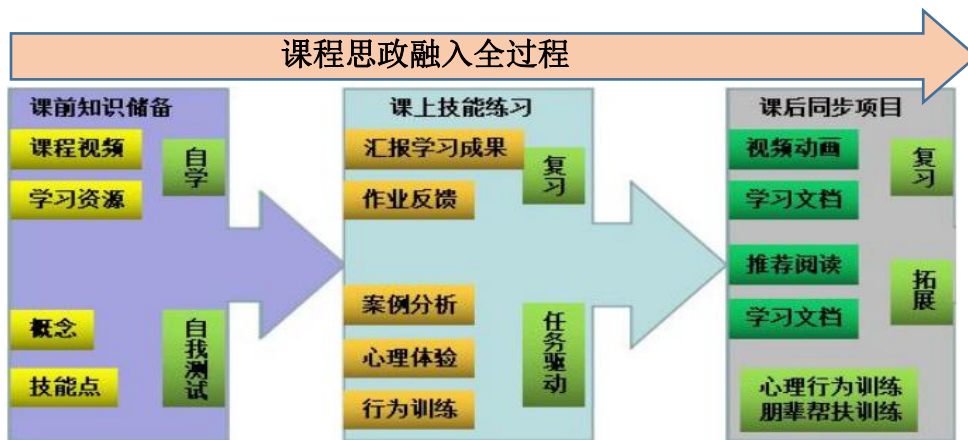 课程思政融入全过程
课前知识储备
课程视频
学习资源
自学
概念
技能点
自我测试
课上技能练习
汇报学习成果
作业反馈
复习
案例分析
心理体验
行为训练
任务驱动
课后同步项目
视频动画
学习文档
复习
推荐阅读
学习文档
拓展
心理行为训练
朋辈帮扶训练